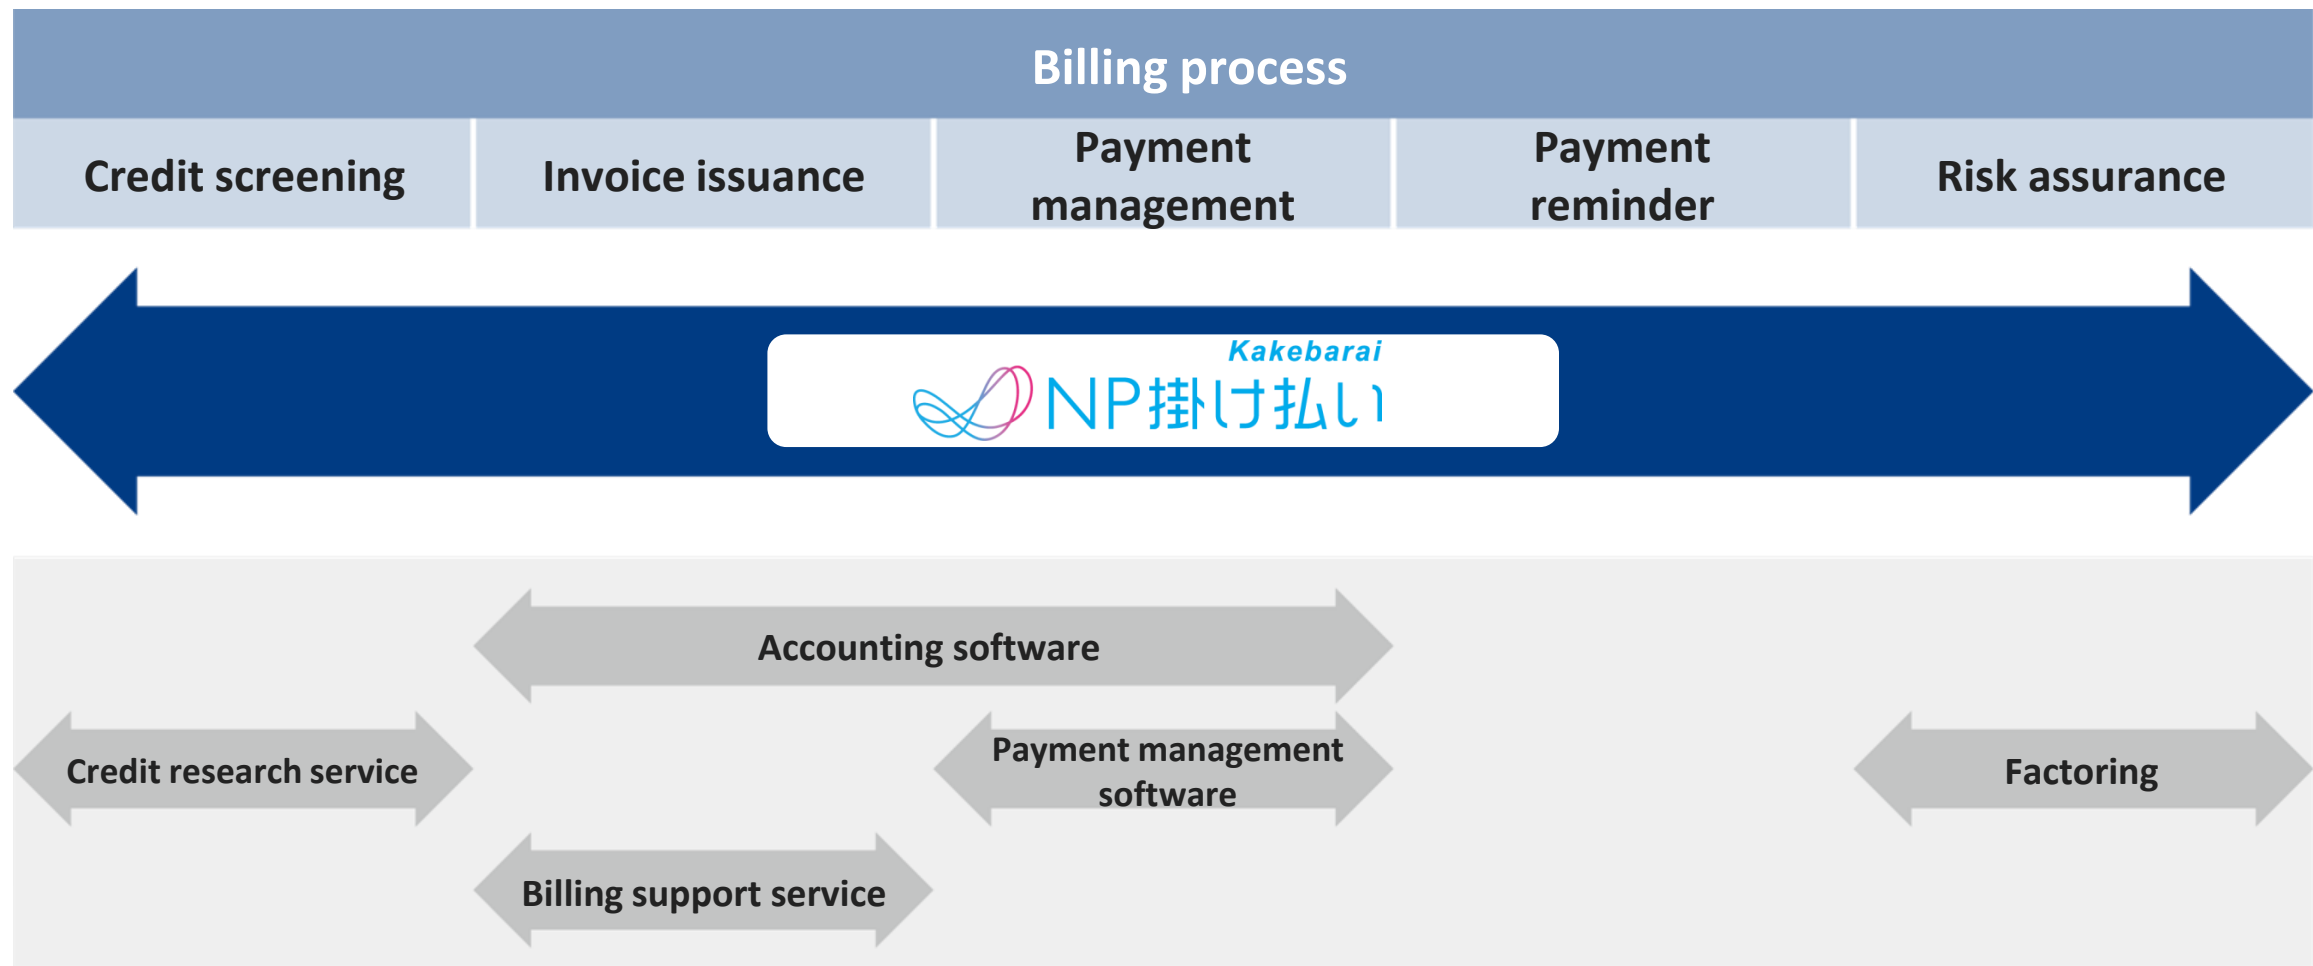 Billing process
Credit screening
Invoice issuance
Payment
management
Payment
reminder
Risk assurance
Kakebarai
NP掛け払い
Accounting software
Credit research service
Payment management
software
Factoring
Billing support service